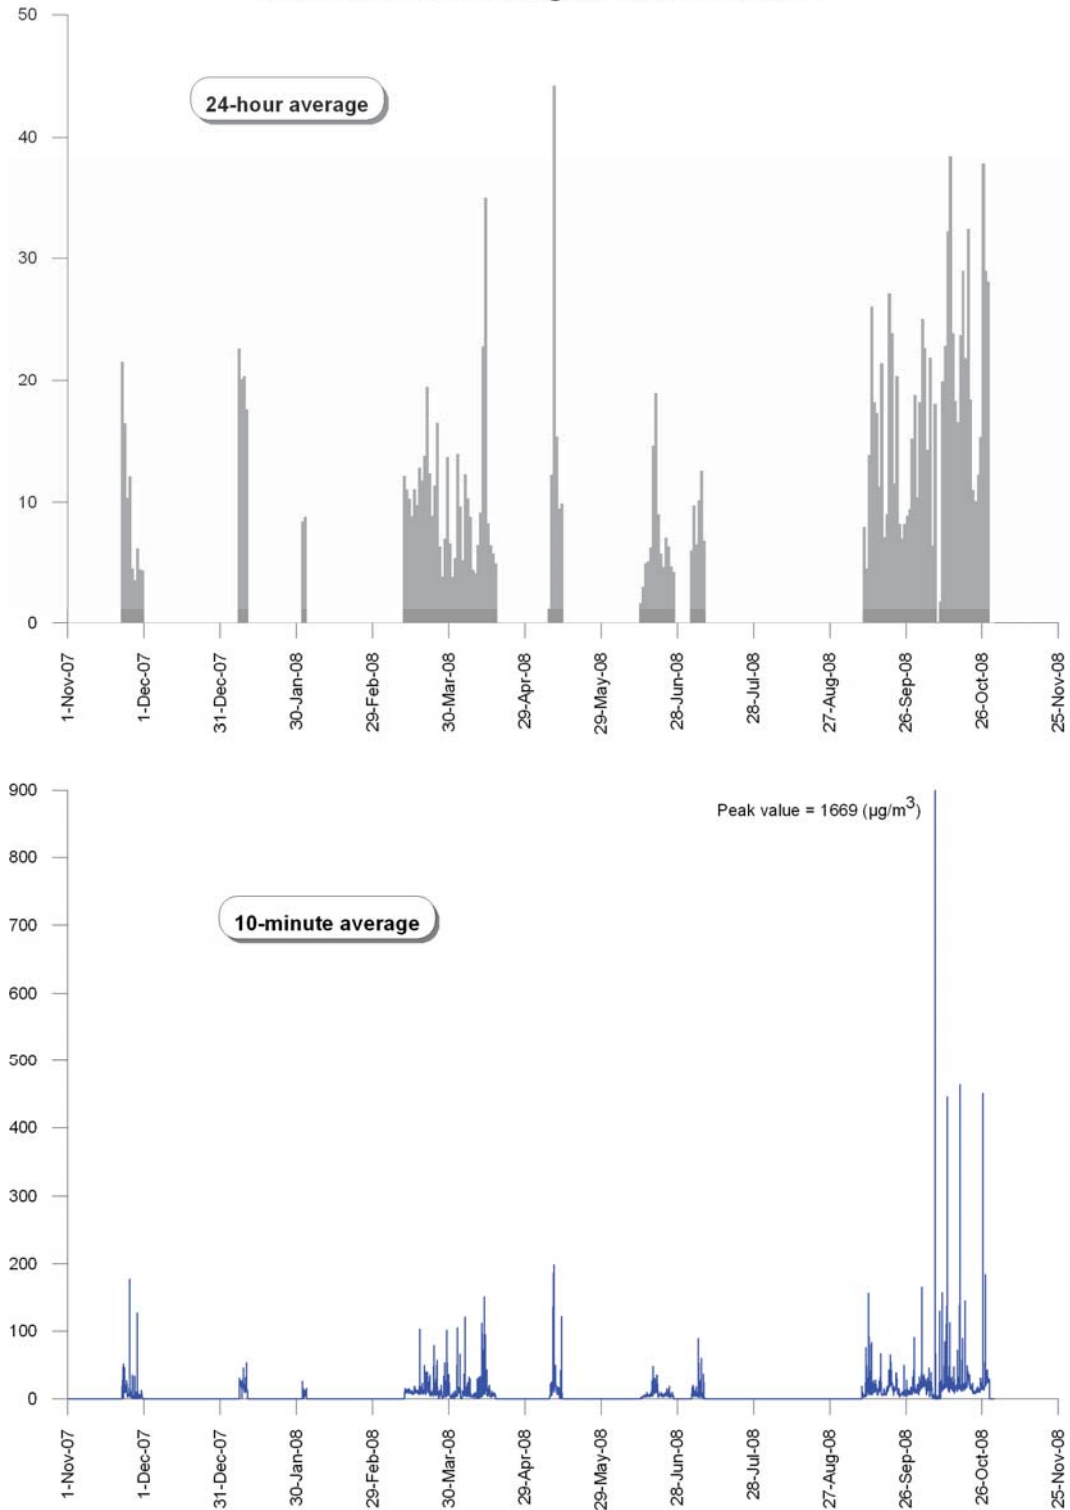 50
24-hour average
40
30
20
10
0
1-Nov-07
1-Dec-07
31-Dec-07
30-Jan-08
29-Feb-08
30-Mar-08
29-Apr-08
29-May-08
28-Jun-08
28-Jul-08
27-Aug-08
26-Sep-08
26-Oct-08
25-Nov-08
900
Peak value = 1669 (µg/m³)
800
10-minute average
700
600
500
400
300
200
100
0
1-Nov-07
1-Dec-07
31-Dec-07
30-Jan-08
29-Feb-08
30-Mar-08
29-Apr-08
29-May-08
28-Jun-08
28-Jul-08
27-Aug-08
26-Sep-08
26-Oct-08
25-Nov-08